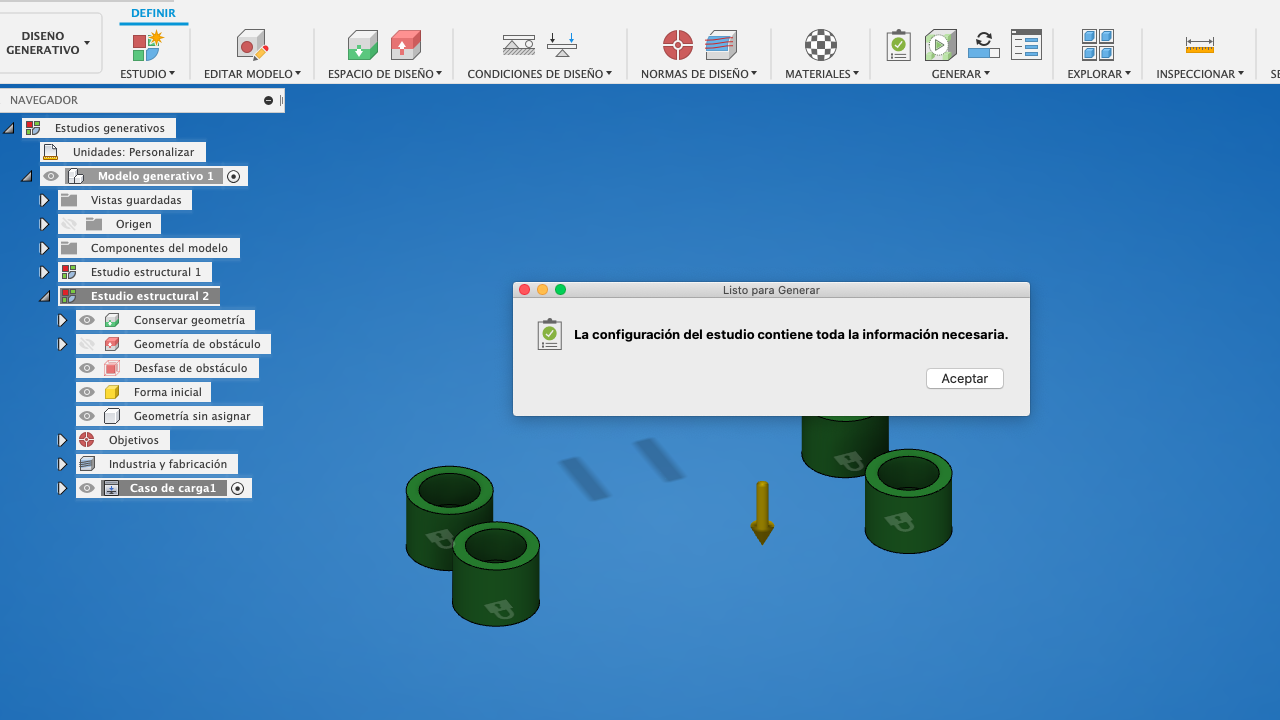 DEFINIR
DISEÑO
GENERATIVO
ESTUDIO
EDITAR MODELO
ESPACIO DE DISEÑO
CONDICIONES DE DISEÑO
NORMAS DE DISEÑO
MATERIALES
GENERAR
EXPLORAR
INSPECCIONAR
SE
NAVEGADOR
Estudios generativos
Unidades: Personalizar
Modelo generativo 1
Vistas guardadas
Origen
Componentes del modelo
Estudio estructural 1
Estudio estructural 2
Conservar geometría
Geometría de obstáculo
Desfase de obstáculo
Forma inicial
Geometría sin asignar
Objetivos
Industria y fabricación
Caso de carga1
Listo para Generar
La configuración del estudio contiene toda la información necesaria.
Aceptar